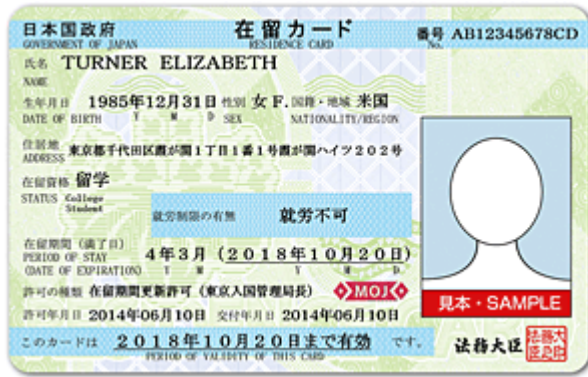 日本国政府 在留カード 番号 AB12345678CD
GOVERNMENT OF JAPAN RESIDENCE CARD No.
氏名 TURNER ELIZABETH
NAME
生年月日 1985年12月31日 性別 女 F. 国籍・地域 米国
DATE OF BIRTH Y M D SEX NATIONALITY/REGION
住居地 東京都千代田区霞が関1丁目1番1号霞が関ハイツ202号
ADDRESS
在留資格 留学
STATUS College Student
就労制限の有無 就労不可
在留期間(満了日) 4年3月(2018年10月20日)
PERIOD OF STAY
(DATE OF EXPIRATION) Y M Y M D
許可の種類 在留期間更新許可(東京入国管理局長) MOJ
見本・SAMPLE
許可年月日 2014年06月10日 交付年月日 2014年06月10日
このカードは 2018年10月20日まで有効 です。
PERIOD OF VALIDITY OF THIS CARD
法務大臣